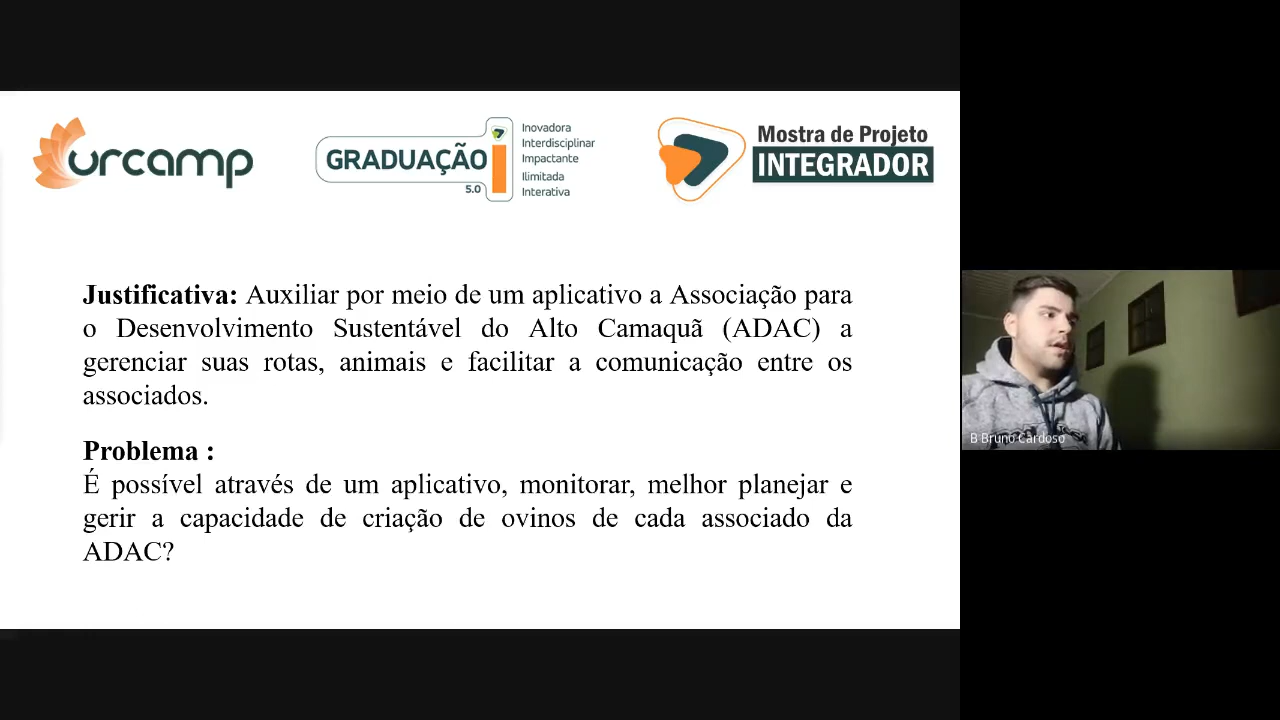 urcamp
GRADUAÇÃO
5.0
Inovadora
Interdisciplinar
Impactante
Ilimitada
Interativa
Mostra de Projeto
INTEGRADOR
Justificativa: Auxiliar por meio de um aplicativo a Associação para
o Desenvolvimento Sustentável do Alto Camaquã (ADAC) a
gerenciar suas rotas, animais e facilitar a comunicação entre os
associados.
Problema :
É possível através de um aplicativo, monitorar, melhor planejar e
gerir a capacidade de criação de ovinos de cada associado da
ADAC?
B Bruno Cardoso